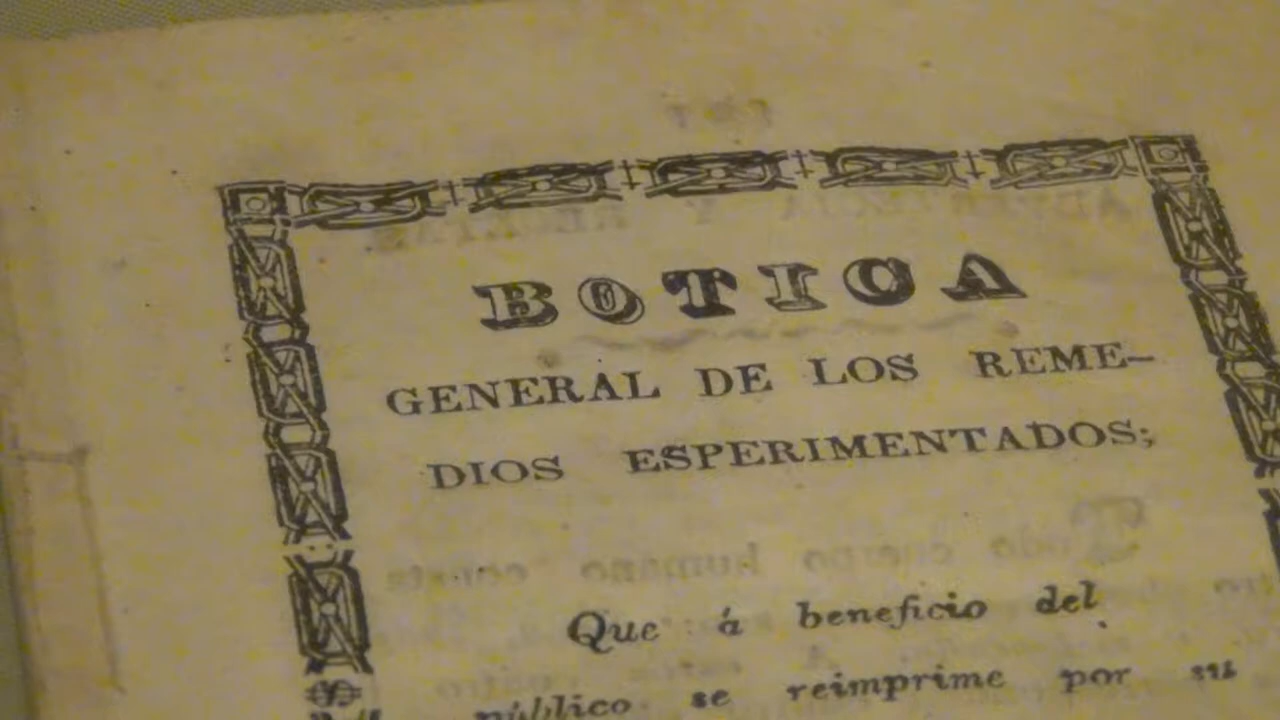 BOTICA
GENERAL DE LOS REME-
DIOS ESPERIMENTADOS;
Que á beneficio del
público se reimprime por su